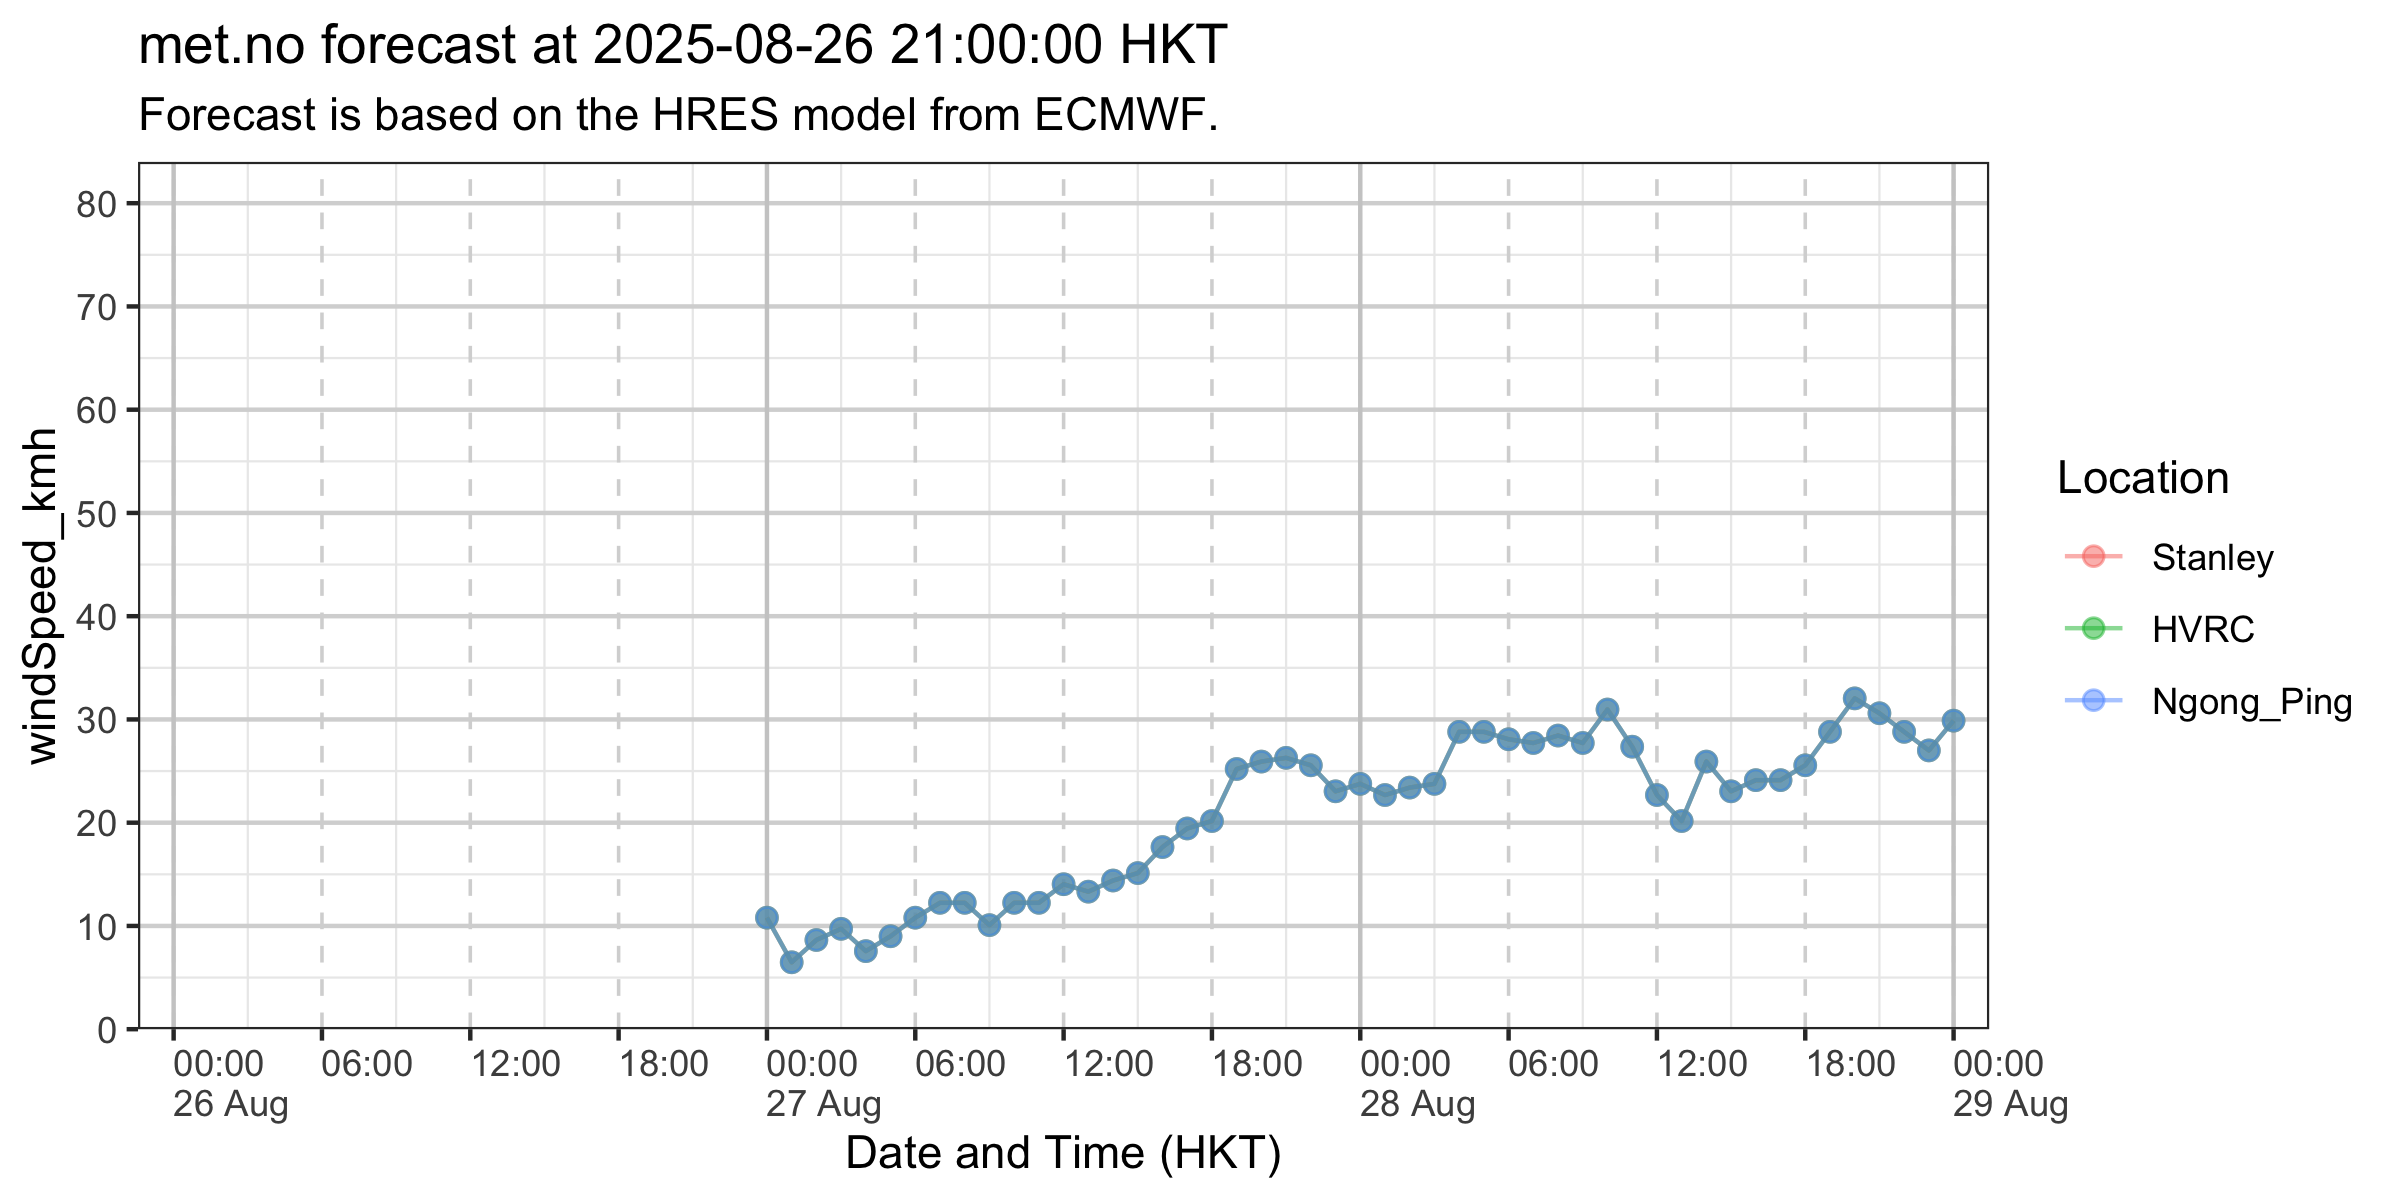 met.no forecast at 2025-08-26 21:00:00 HKT
Forecast is based on the HRES model from ECMWF.
windSpeed_kmh
80
70
60
50
40
30
20
10
0
00:00 06:00 12:00 18:00 00:00 06:00 12:00 18:00 00:00 06:00 12:00 18:00 00:00
26 Aug 27 Aug 28 Aug 29 Aug
Date and Time (HKT)
Location
Stanley
HVRC
Ngong_Ping